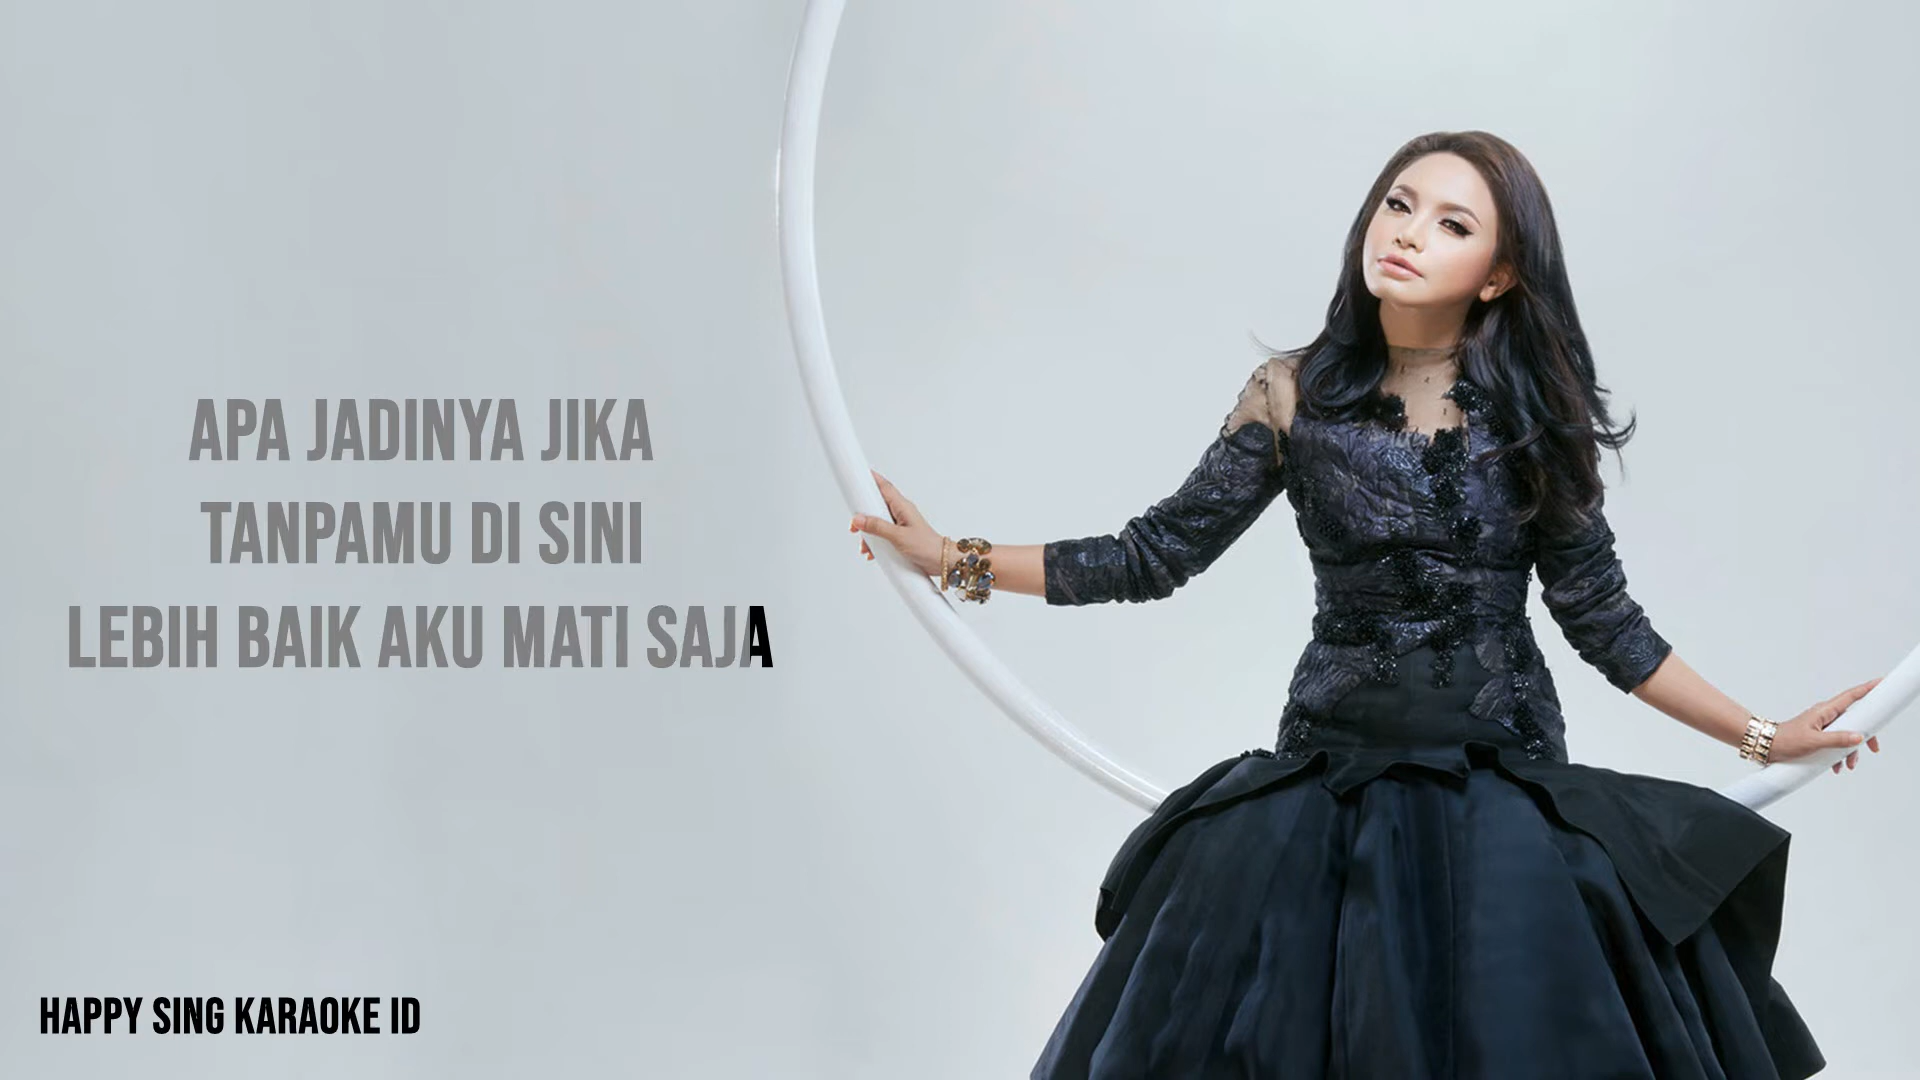 APA JADINYA JIKA
TANPAMU DI SINI
LEBIH BAIK AKU MATI SAJA
HAPPY SING KARAOKE ID